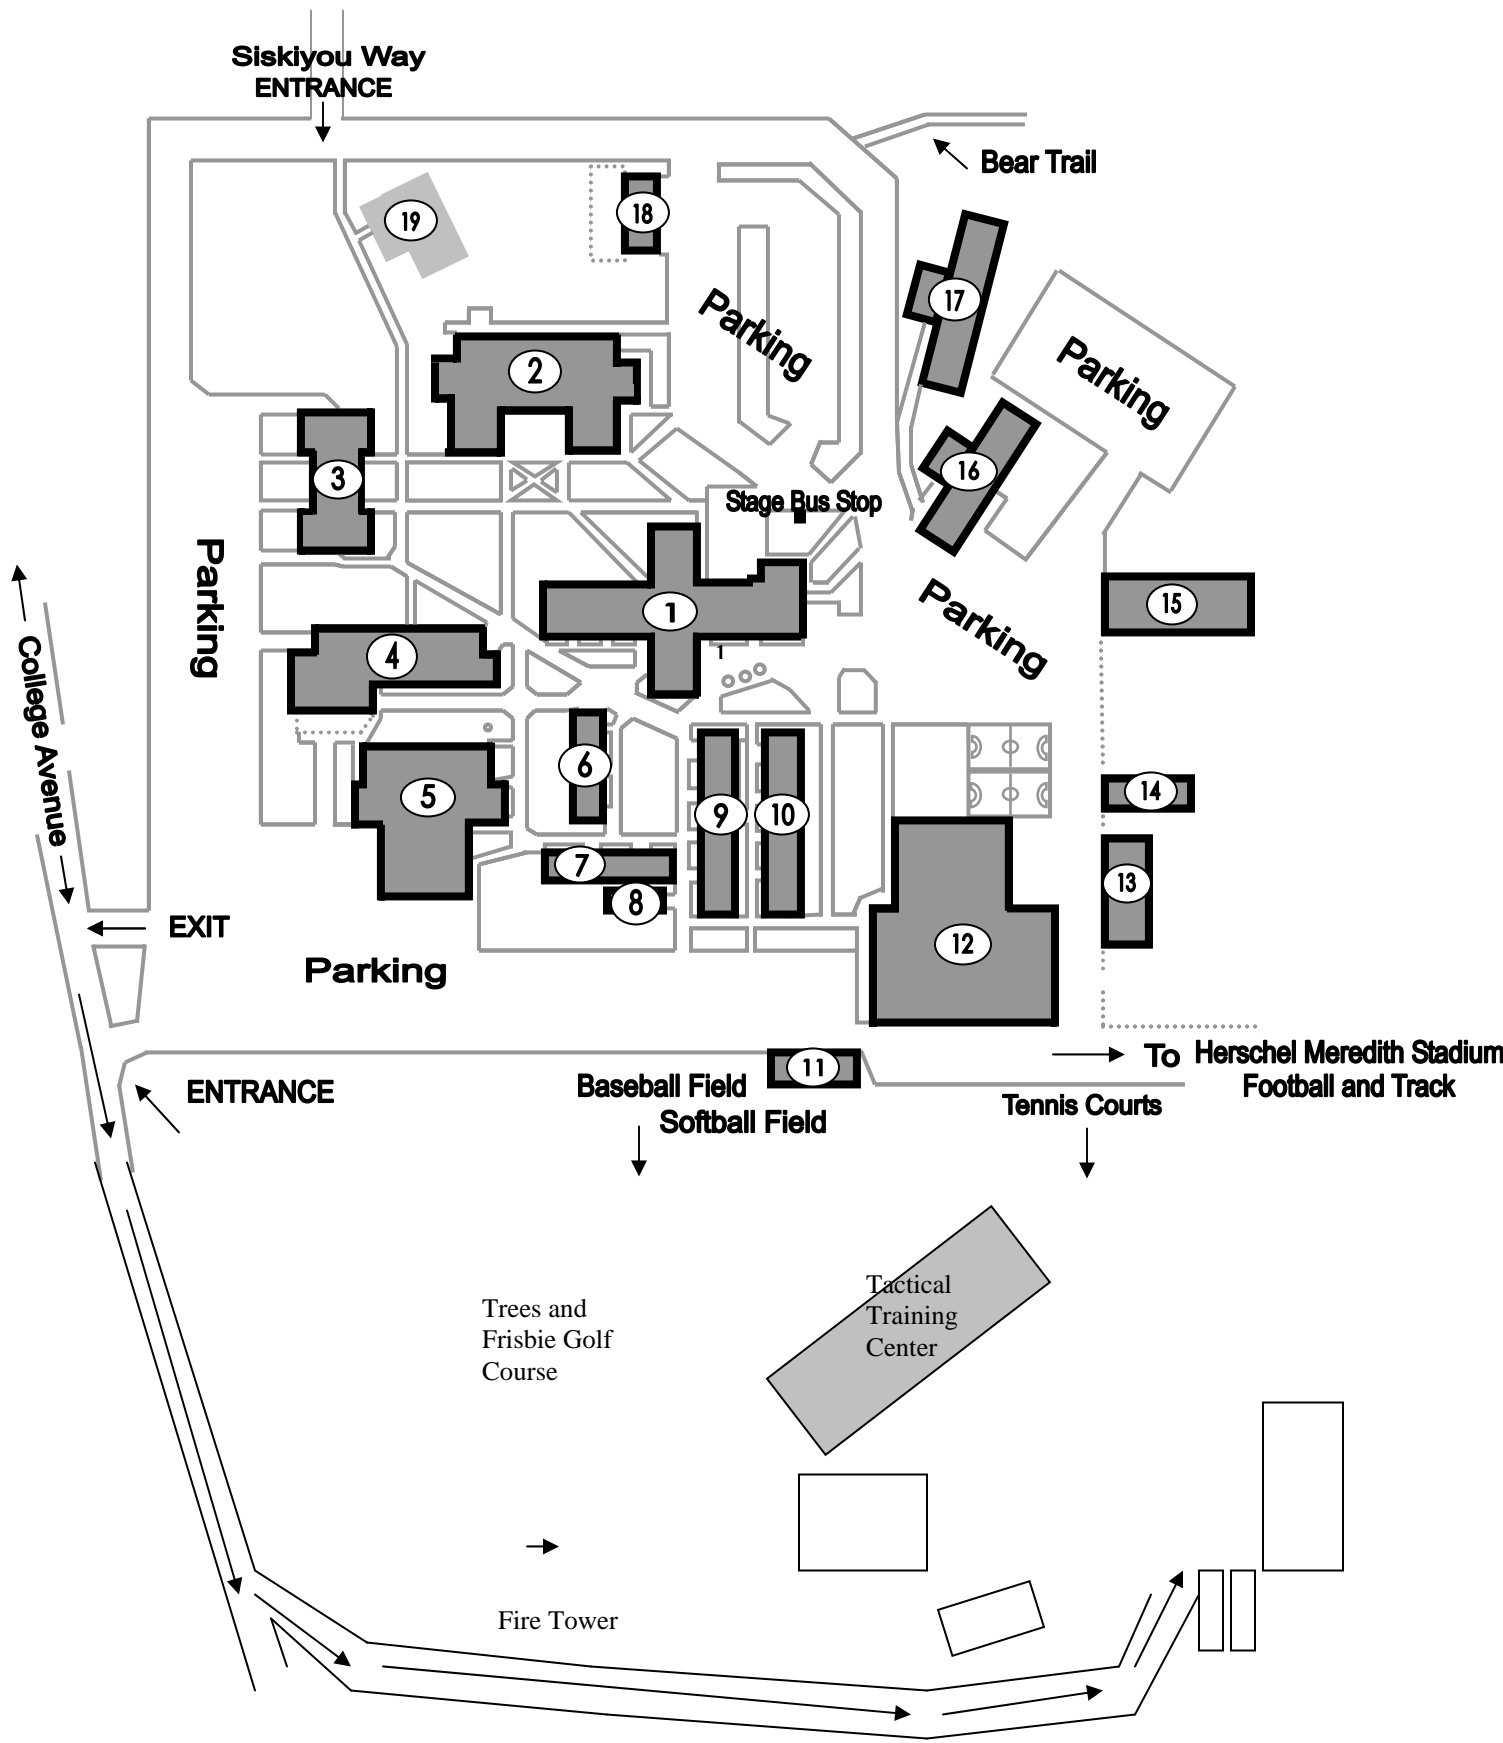 Siskiyou Way
ENTRANCE
Bear Trail
19
18
17
Parking
Parking
2
16
3
Stage Bus Stop
Parking
15
1
Parking
4
1
College Avenue
6
14
5
9
10
7
13
8
EXIT
12
Parking
To Herschel Meredith Stadium
Football and Track
11
ENTRANCE
Baseball Field
Softball Field
Tennis Courts
Tactical
Training
Center
Trees and
Frisbie Golf
Course
Fire Tower